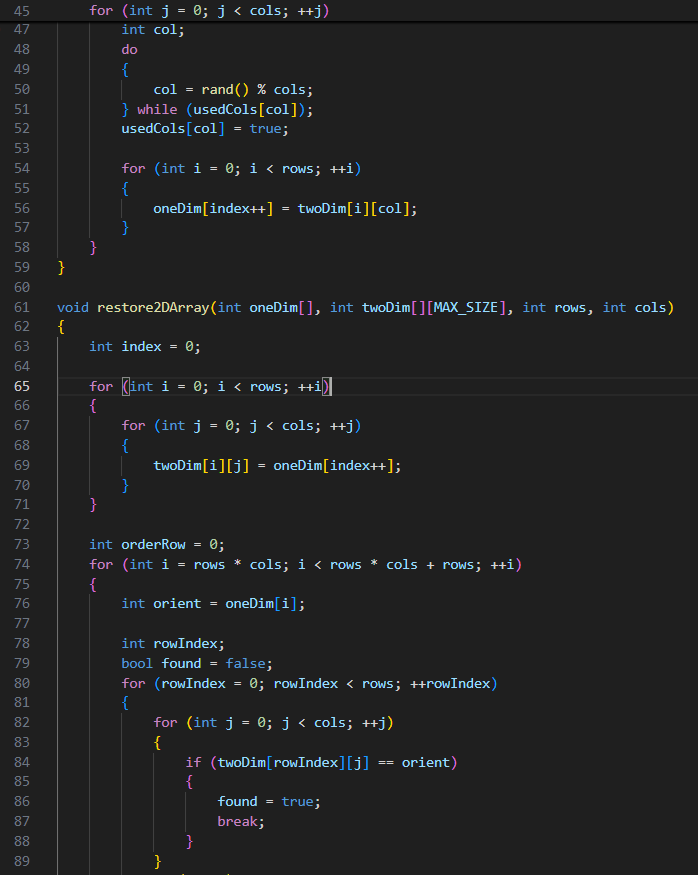 45 for (int j = 0; j < cols; ++j)
47 int col;
48 do
49 {
50 col = rand() % cols;
51 } while (usedCols[col]);
52 usedCols[col] = true;
53
54 for (int i = 0; i < rows; ++i)
55 {
56 oneDim[index++] = twoDim[i][col];
57 }
58 }
59 }
60
61 void restore2DArray(int oneDim[], int twoDim[][MAX_SIZE], int rows, int cols)
62 {
63 int index = 0;
64
65 for (int i = 0; i < rows; ++i)
66 {
67 for (int j = 0; j < cols; ++j)
68 {
69 twoDim[i][j] = oneDim[index++];
70 }
71 }
72
73 int orderRow = 0;
74 for (int i = rows * cols; i < rows * cols + rows; ++i)
75 {
76 int orient = oneDim[i];
77
78 int rowIndex;
79 bool found = false;
80 for (rowIndex = 0; rowIndex < rows; ++rowIndex)
81 {
82 for (int j = 0; j < cols; ++j)
83 {
84 if (twoDim[rowIndex][j] == orient)
85 {
86 found = true;
87 break;
88 }
89 }